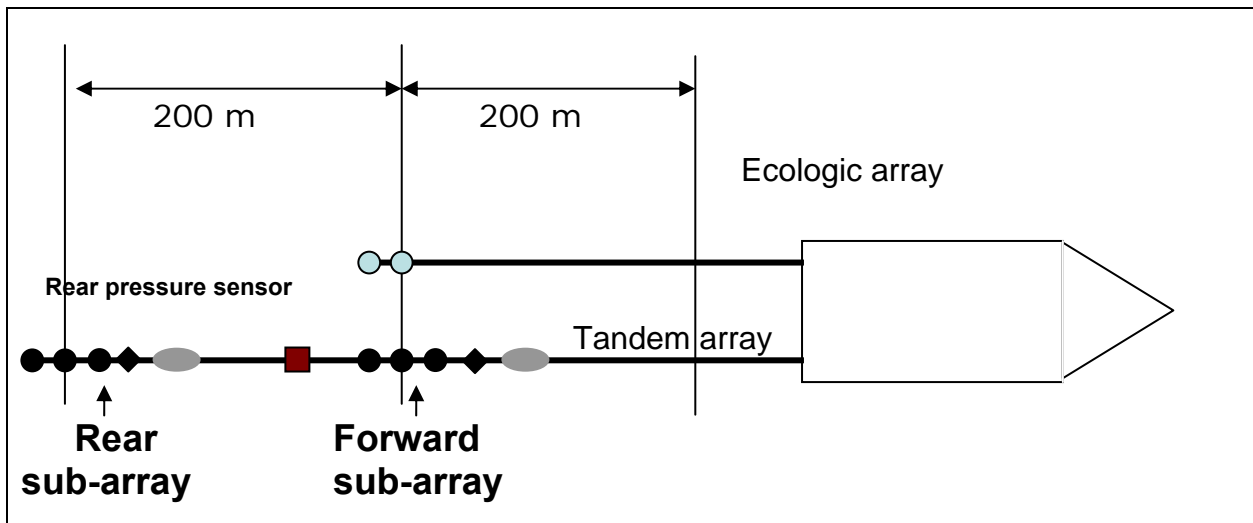 200 m
200 m
Ecologic array
Rear pressure sensor
Tandem array
Rear
sub-array
Forward
sub-array